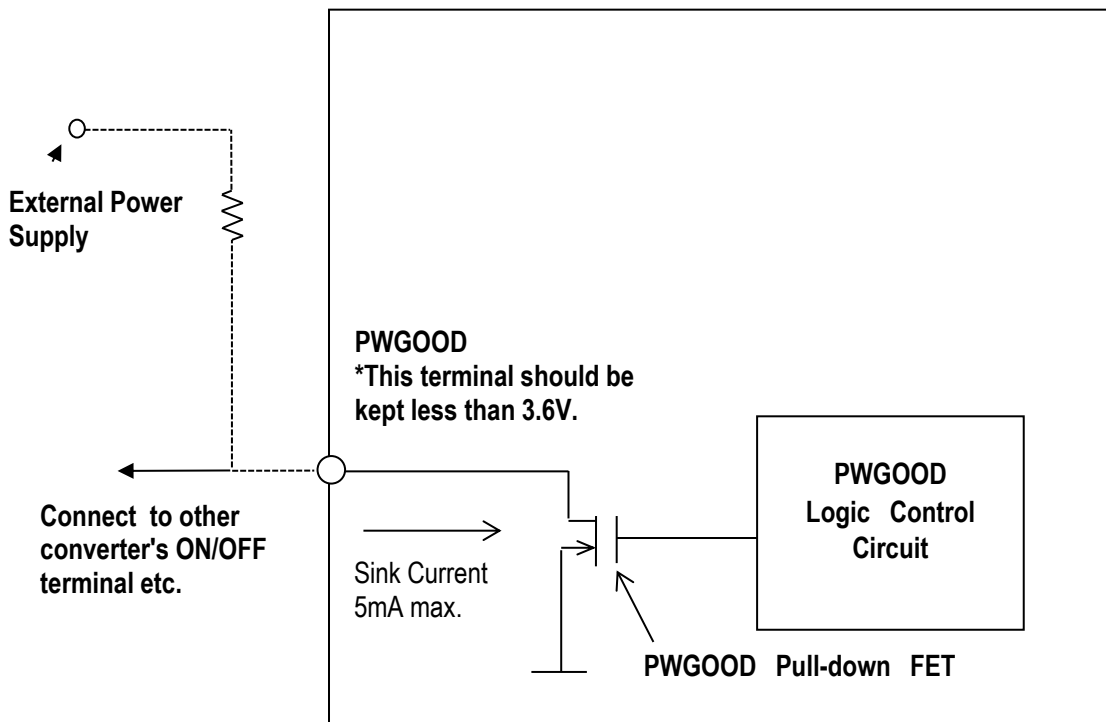 External Power
Supply
PWGOOD
*This terminal should be
kept less than 3.6V.
Connect to other
converter's ON/OFF
terminal etc.
Sink Current
5mA max.
PWGOOD
Logic Control
Circuit
PWGOOD Pull-down FET